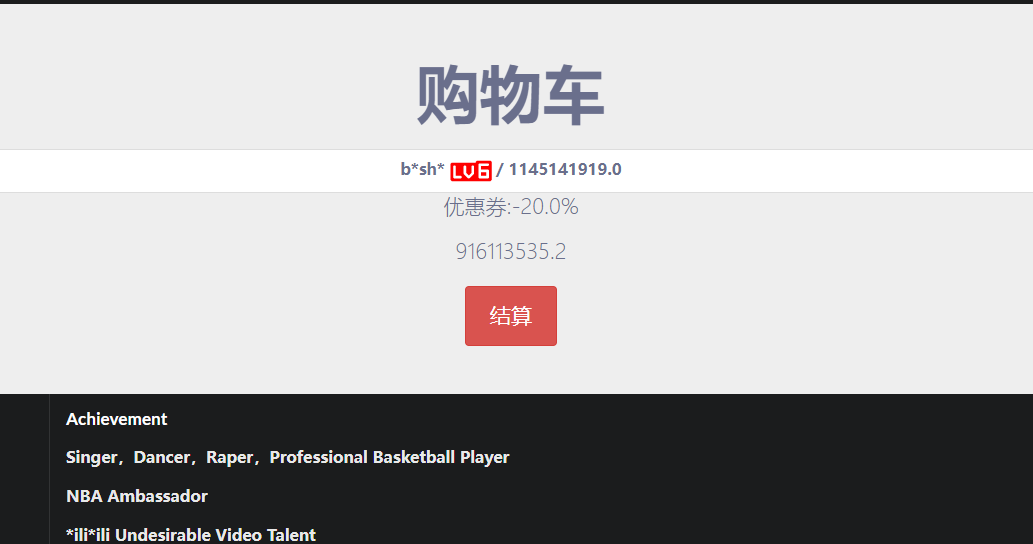 购物车
b*sh* LV6 / 1145141919.0
优惠券:-20.0%
916113535.2
结算
Achievement
Singer，Dancer，Raper，Professional Basketball Player
NBA Ambassador
*ili*ili Undesirable Video Talent